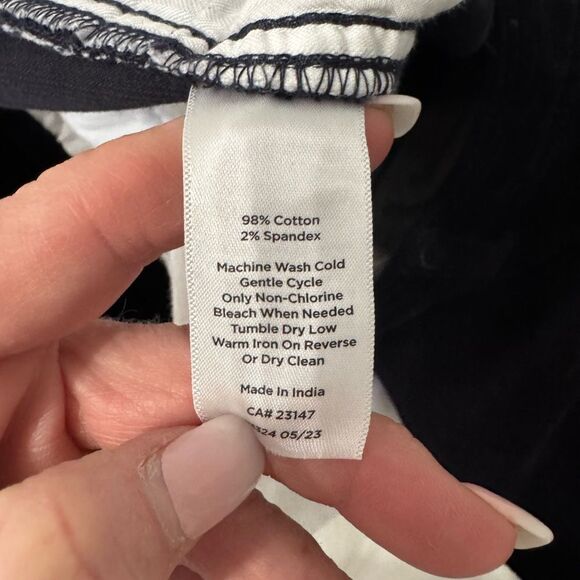 98% Cotton
2% Spandex
Machine Wash Cold
Gentle Cycle
Only Non-Chlorine
Bleach When Needed
Tumble Dry Low
Warm Iron On Reverse
Or Dry Clean
Made In India
CA# 23147
05/23